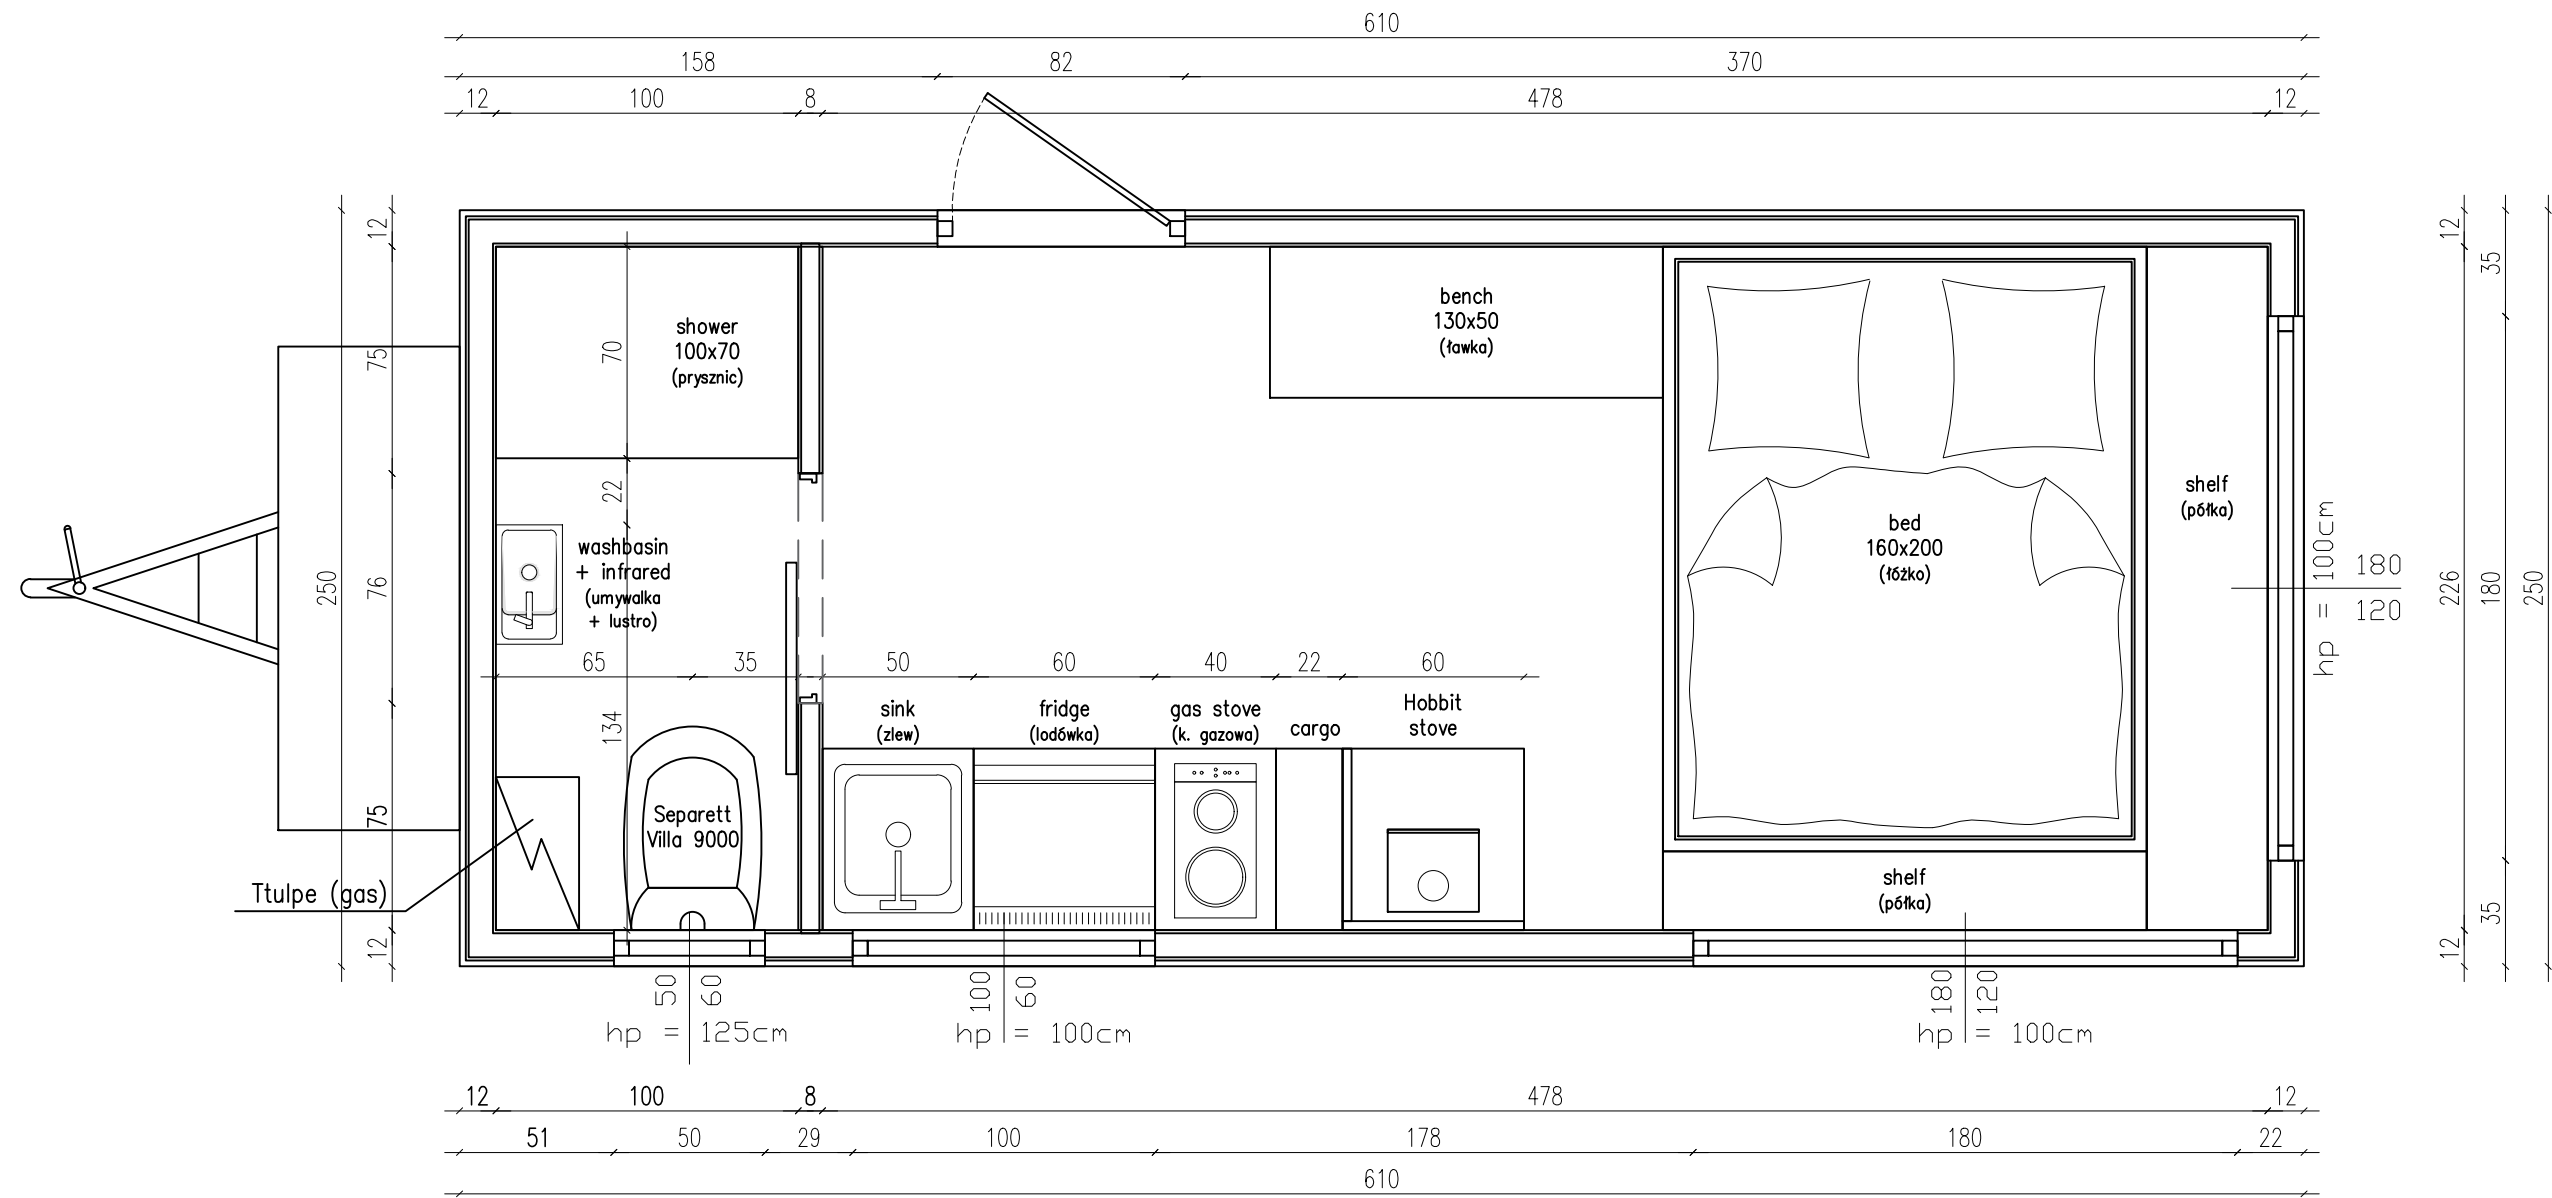 610
158 82 370
12 100 8 478 12
12
75
76
75
12
250
shower
100x70
(prysznic)
70
22
134
washbasin
+ infrared
(umywalka
+ lustro)
65 35 50 60 40 22 60
Separett
Villa 9000
Ttulpe (gas)
sink
(zlew)
fridge
(lodówka)
gas stove
(k. gazowa)
cargo
Hobbit
stove
bench
130x50
(ławka)
bed
160x200
(łóżko)
shelf
(półka)
shelf
(półka)
hp = 100cm
180
120
12
226
12
35
180
35
250
50
60
hp = 125cm
100
60
hp = 100cm
180
120
hp = 100cm
12 100 8 478 12
51 50 29 100 178 180 22
610